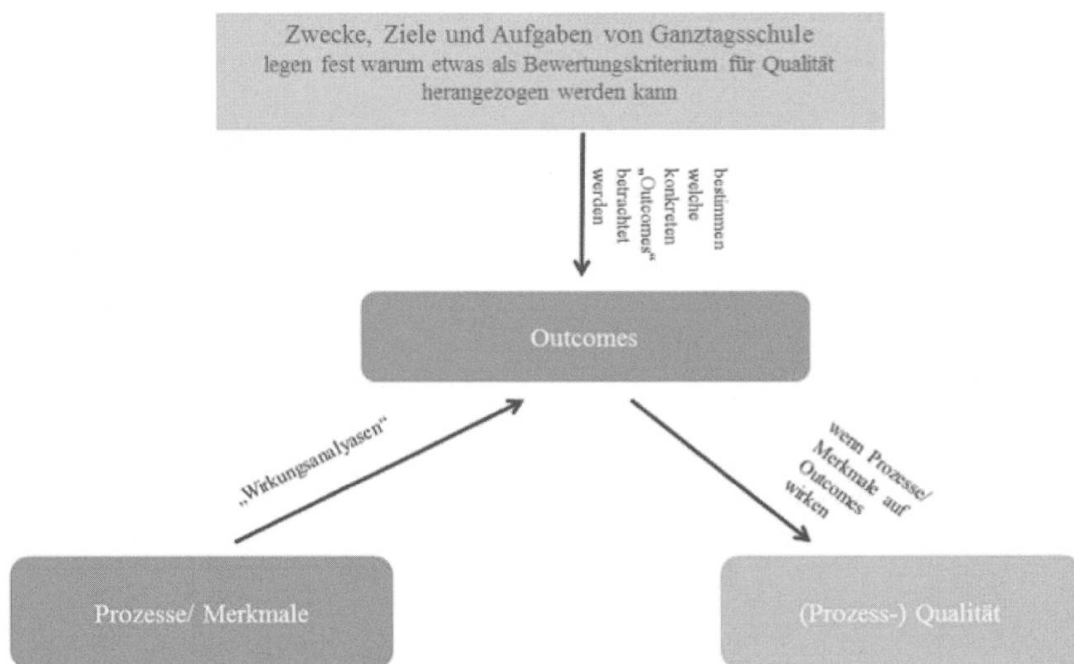 Zwecke, Ziele und Aufgaben von Ganztagsschule
legen fest warum etwas als Bewertungskriterium für Qualität
herangezogen werden kann
bestimmen
welche
konkreten
„Outcomes“
betrachtet
werden
Outcomes
„Wirkungsanalyasen“
wenn Prozesse/
Merkmale auf
Outcomes
wirken
Prozesse/ Merkmale
(Prozess-) Qualität